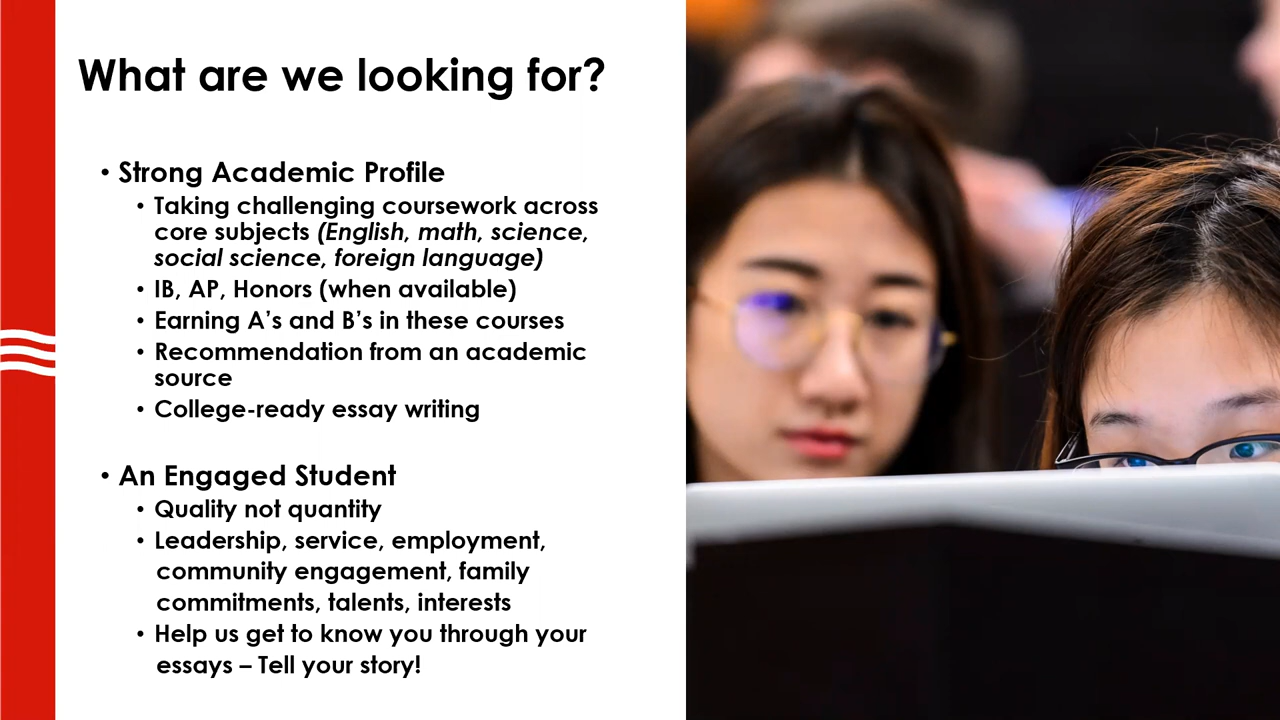 What are we looking for?
• Strong Academic Profile
• Taking challenging coursework across
core subjects (English, math, science,
social science, foreign language)
• IB, AP, Honors (when available)
• Earning A’s and B’s in these courses
• Recommendation from an academic
source
• College-ready essay writing
• An Engaged Student
• Quality not quantity
• Leadership, service, employment,
community engagement, family
commitments, talents, interests
• Help us get to know you through your
essays – Tell your story!